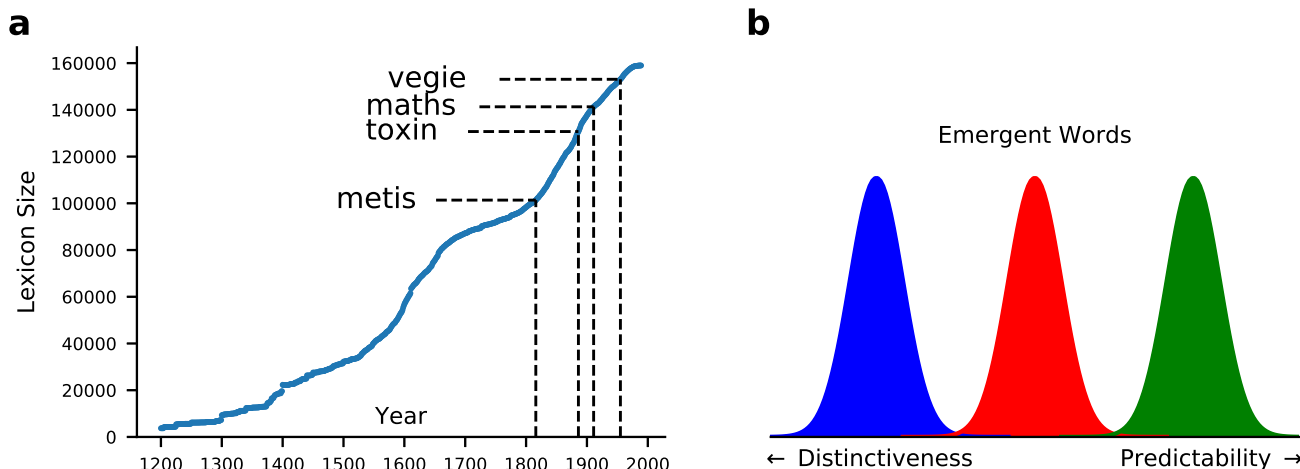 a
160000
140000
120000
100000
80000
60000
40000
20000
0
Lexicon Size
vegie
maths
toxin
metis
Year
1200 1300 1400 1500 1600 1700 1800 1900 2000
b
Emergent Words
← Distinctiveness Predictability →